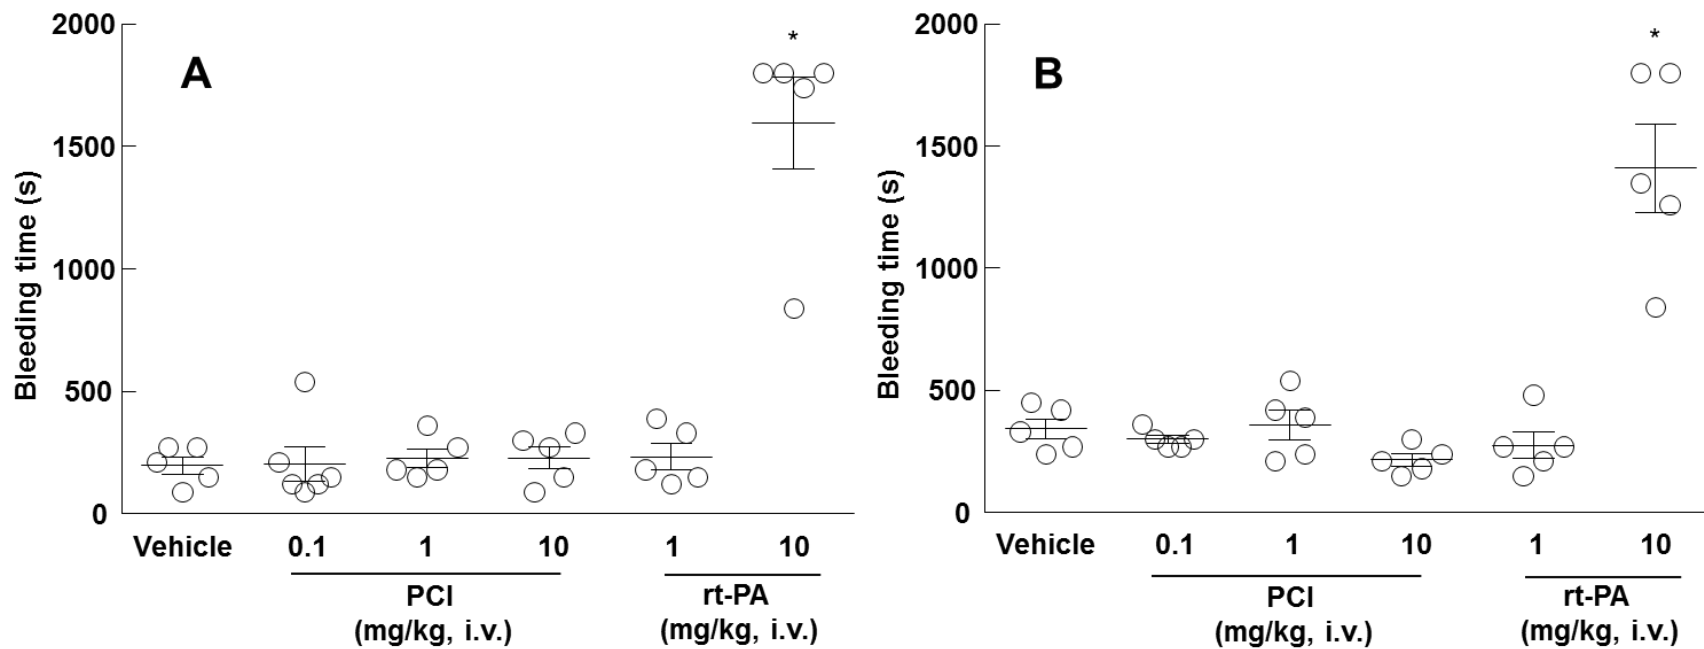 2000
1500
1000
500
0
Bleeding time (s)
A
*
Vehicle 0.1 1 10 1 10
PCI rt-PA
(mg/kg, i.v.) (mg/kg, i.v.)
2000
1500
1000
500
0
Bleeding time (s)
B
*
Vehicle 0.1 1 10 1 10
PCI rt-PA
(mg/kg, i.v.) (mg/kg, i.v.)